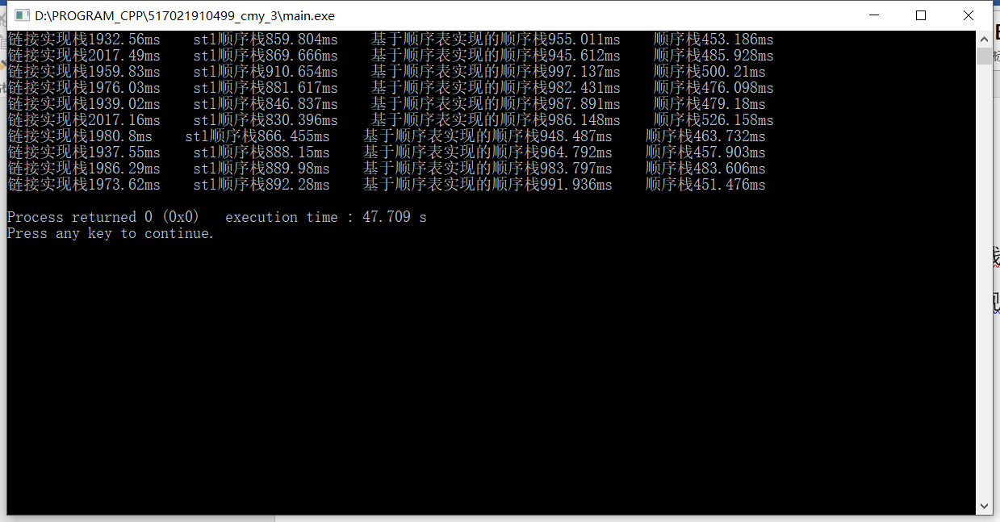 D:\PROGRAM_CPP\517021910499_cmy_3\main.exe
链接实现栈1932.56ms    stl顺序栈859.804ms    基于顺序表实现的顺序栈955.011ms    顺序栈453.186ms
链接实现栈2017.49ms    stl顺序栈869.666ms    基于顺序表实现的顺序栈945.612ms    顺序栈485.928ms
链接实现栈1959.83ms    stl顺序栈910.654ms    基于顺序表实现的顺序栈997.137ms    顺序栈500.21ms
链接实现栈1976.03ms    stl顺序栈881.617ms    基于顺序表实现的顺序栈982.431ms    顺序栈476.098ms
链接实现栈1939.02ms    stl顺序栈846.837ms    基于顺序表实现的顺序栈987.891ms    顺序栈479.18ms
链接实现栈2017.16ms    stl顺序栈830.396ms    基于顺序表实现的顺序栈986.148ms    顺序栈526.158ms
链接实现栈1980.8ms    stl顺序栈866.455ms    基于顺序表实现的顺序栈948.487ms    顺序栈463.732ms
链接实现栈1937.55ms    stl顺序栈888.15ms    基于顺序表实现的顺序栈964.792ms    顺序栈457.903ms
链接实现栈1986.29ms    stl顺序栈889.98ms    基于顺序表实现的顺序栈983.797ms    顺序栈483.606ms
链接实现栈1973.62ms    stl顺序栈892.28ms    基于顺序表实现的顺序栈991.936ms    顺序栈451.476ms
Process returned 0 (0x0)   execution time : 47.709 s
Press any key to continue.